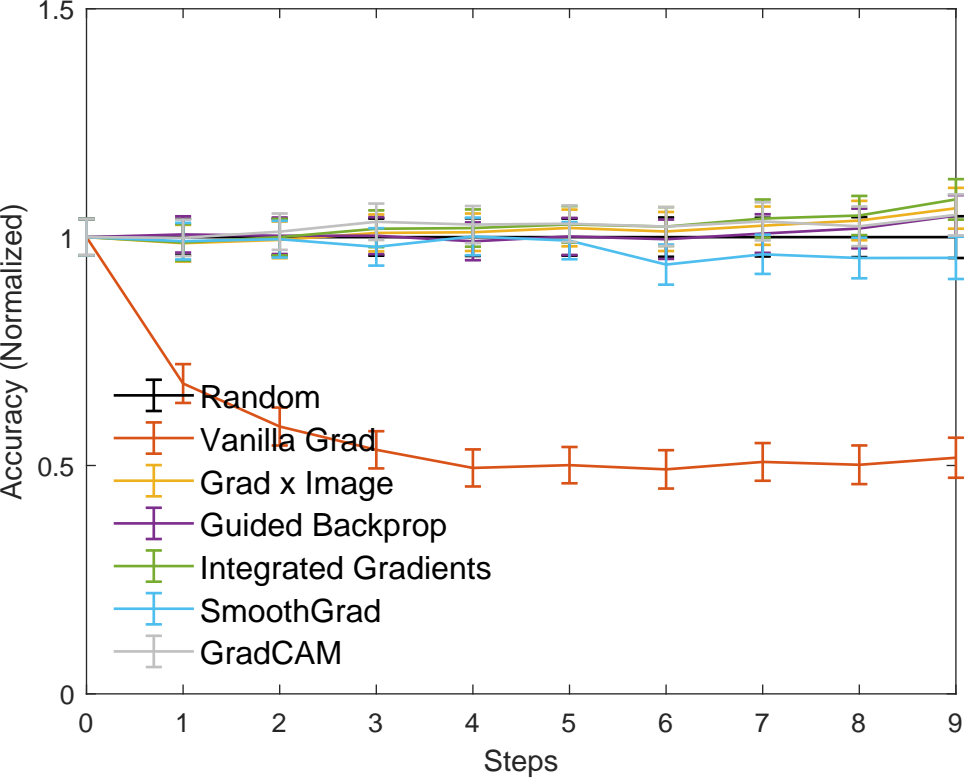 1.5
1
0.5
0
Accuracy (Normalized)
Random
Vanilla Grad
Grad x Image
Guided Backprop
Integrated Gradients
SmoothGrad
GradCAM
0 1 2 3 4 5 6 7 8 9
Steps